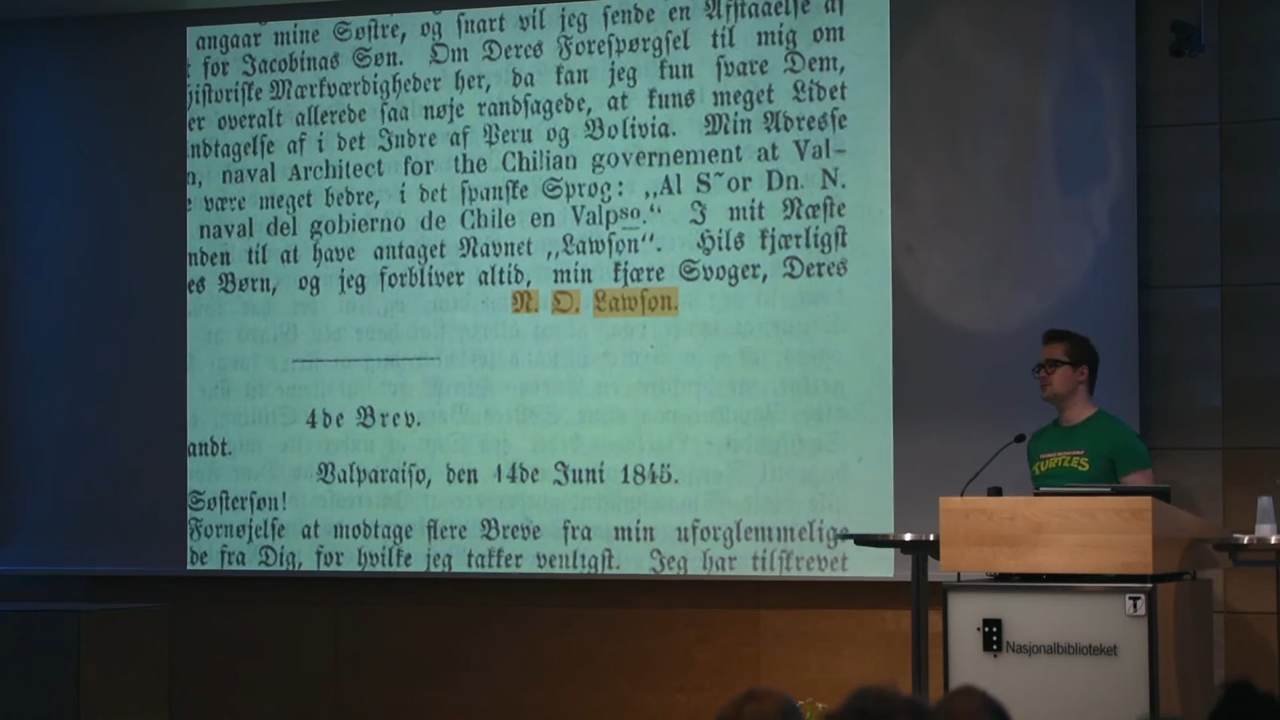 angaar mine Søstre, og snart vil jeg sende en Afstaaelse af
for Jacobinas Søn. Om Deres Forespørgsel til mig om
historiske Mærkværdigheder her, da kan jeg kun svare Dem,
er overalt allerede saa nøje randsagede, at kuns meget Lidet
ndtagelse af i det Indre af Peru og Bolivia. Min Adresse
naval Architect for the Chilian governement at Val-
være meget bedre, i det spanske Sprog: „Al S~or Dn. N.
naval del gobierno de Chile en Valpso.“ I mit Næste
nden til at have antaget Navnet „Lawson“. Hils kjærligst
es Børn, og jeg forbliver altid, min kjære Svoger, Deres
N. O. Lawson.
4de Brev.
andt.
Valparaiso, den 14de Juni 1845.
Søstersøn!
Fornøjelse at modtage flere Breve fra min uforglemmelige
de fra Dig, for hvilke jeg takker venligst. Jeg har tilskrevet
TURTLES
T
Nasjonalbiblioteket